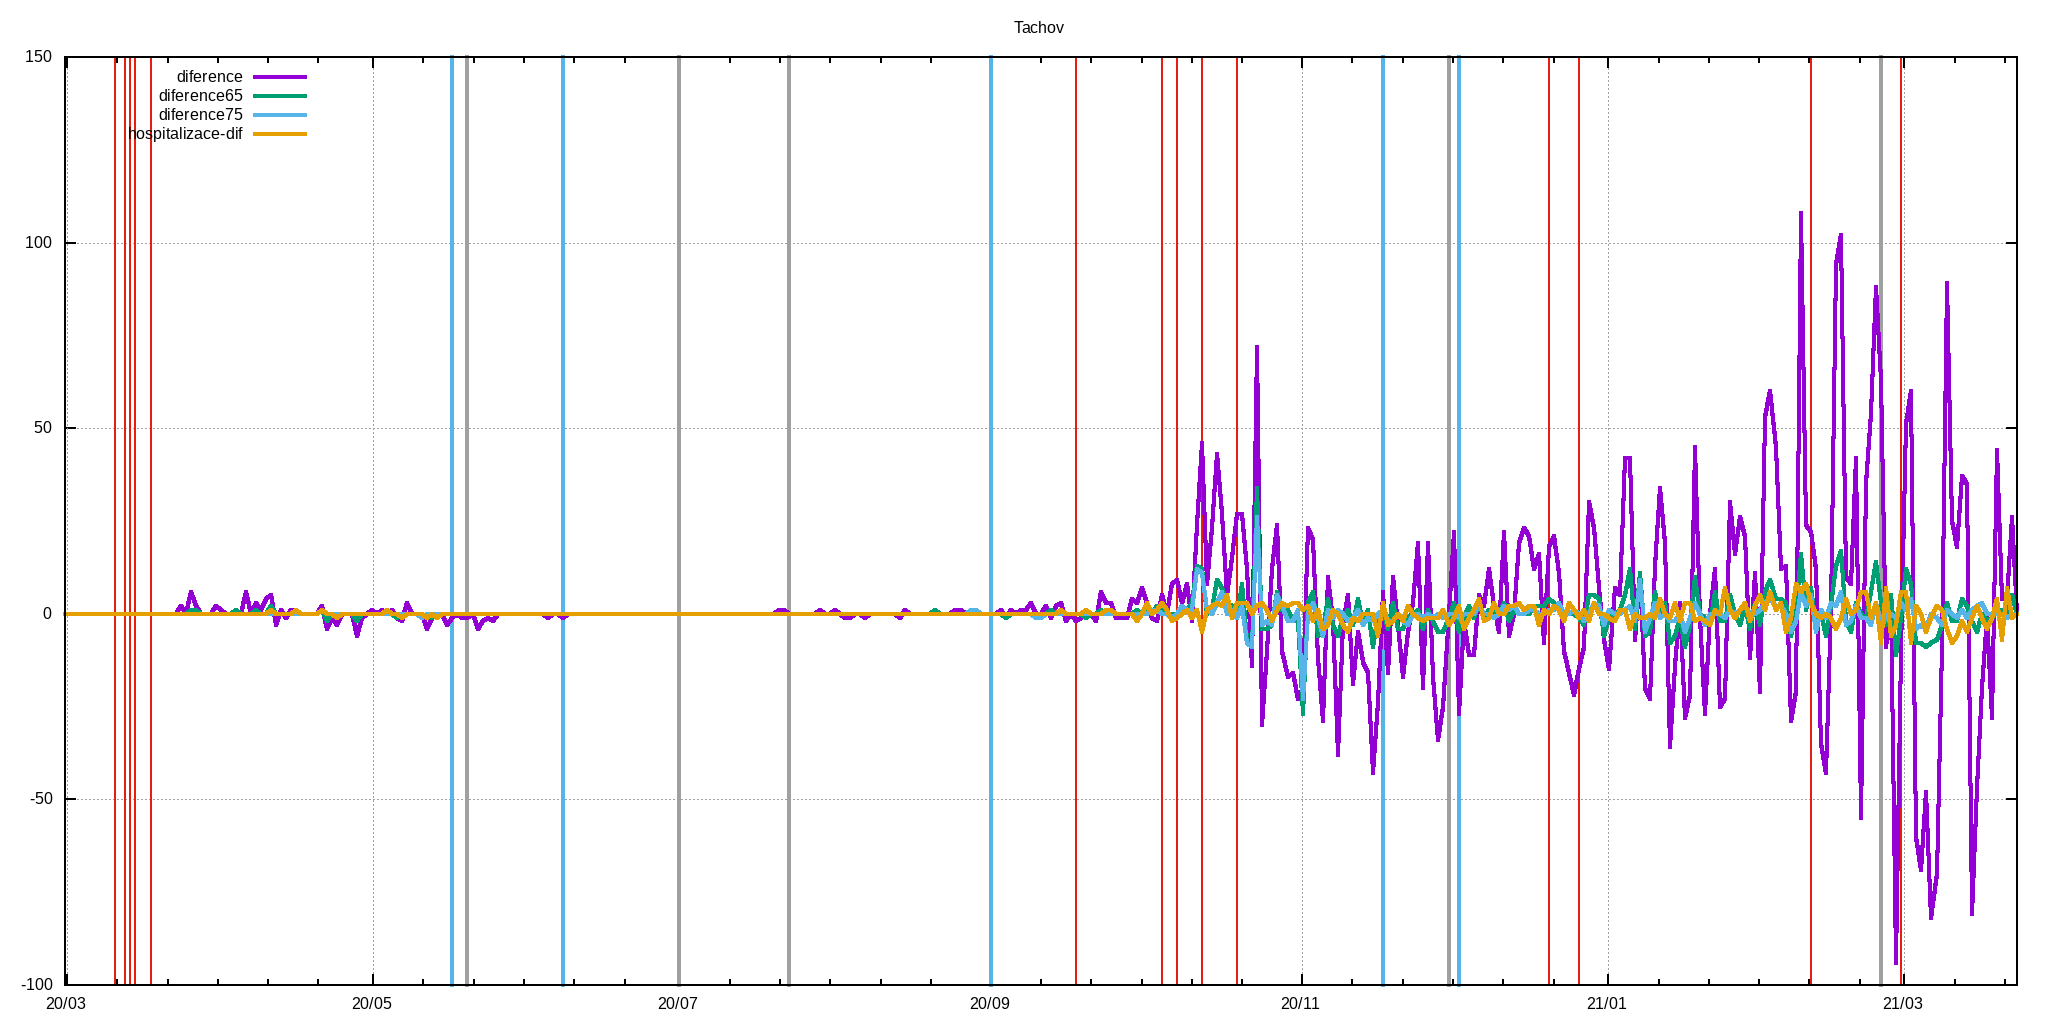 Tachov
150
diference
diference65
diference75
hospitalizace-dif
100
50
0
-50
-100
20/03 20/05 20/07 20/09 20/11 21/01 21/03